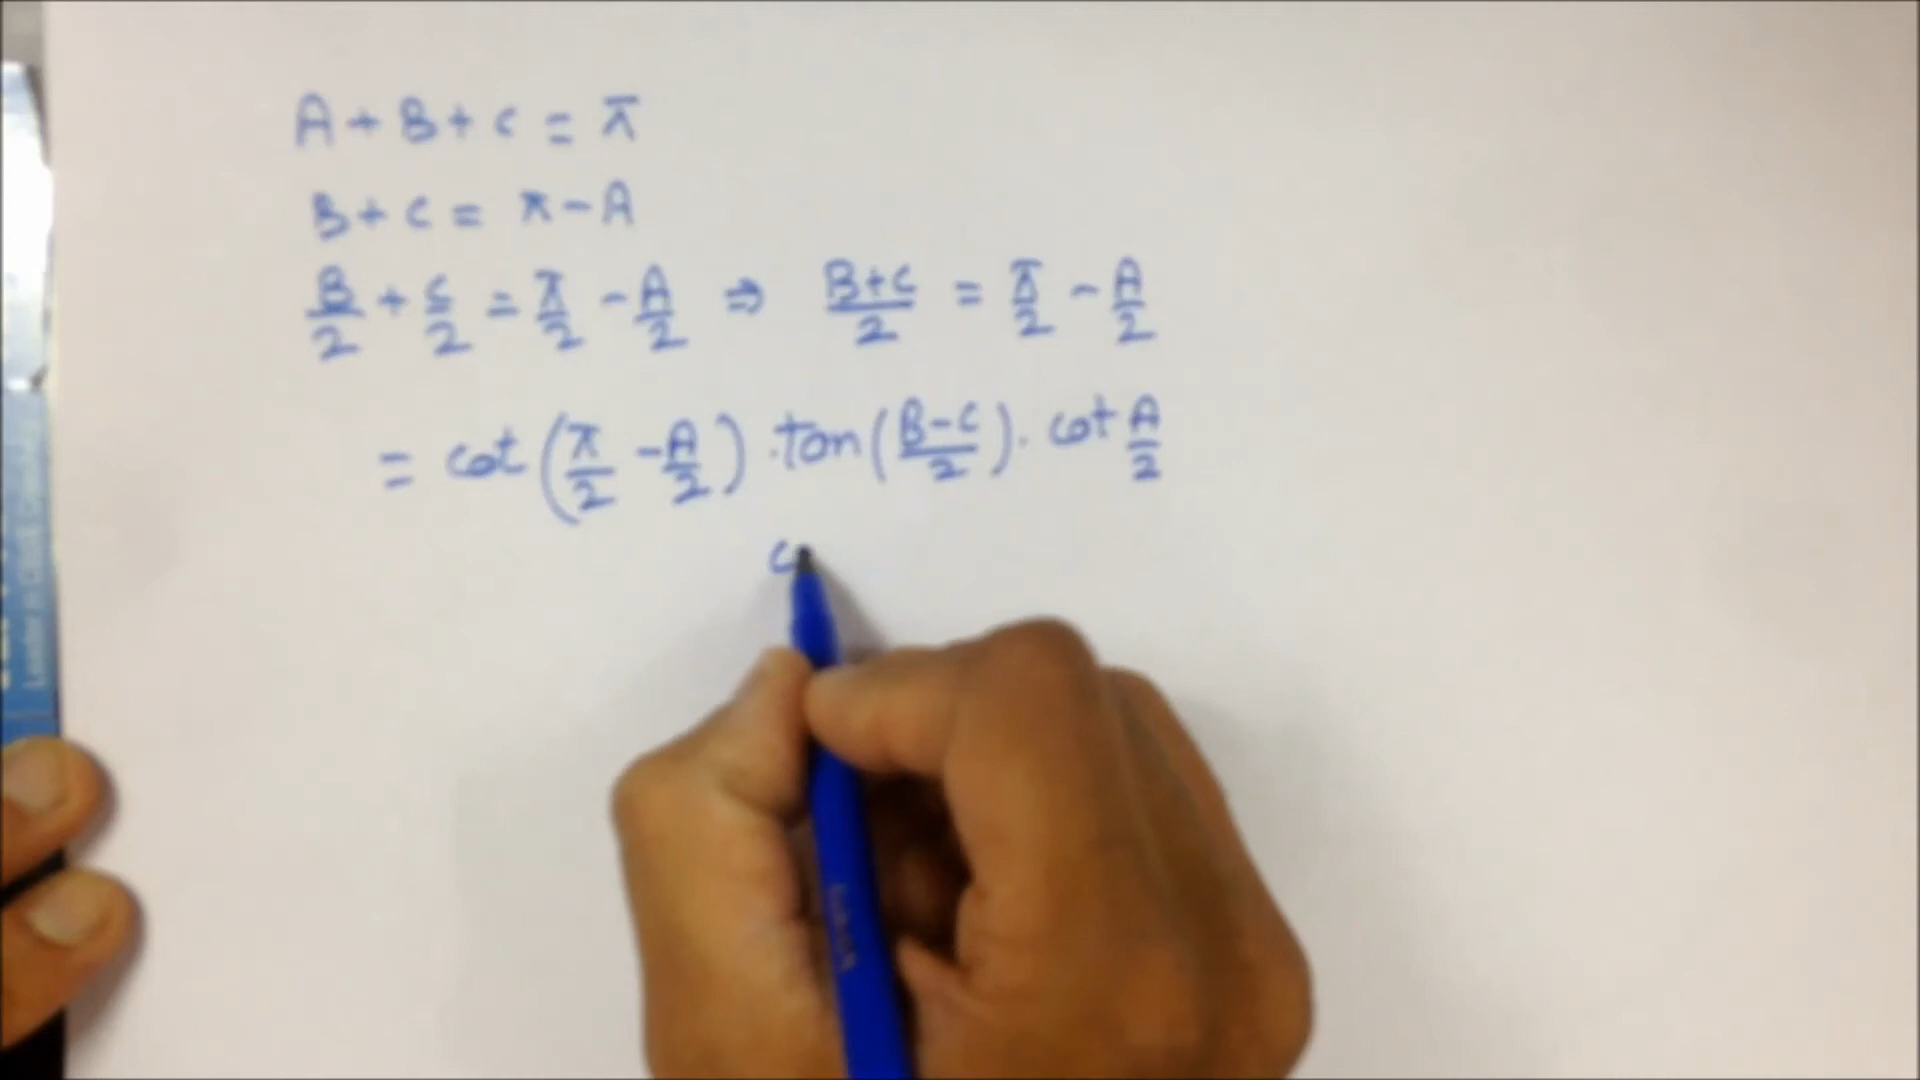 A + B + C = π
B + C = π - A
B/2 + C/2 = π/2 - A/2 ⇒ (B+C)/2 = π/2 - A/2
= cot (π/2 - A/2) . tan ((B-C)/2) . cot A/2
c